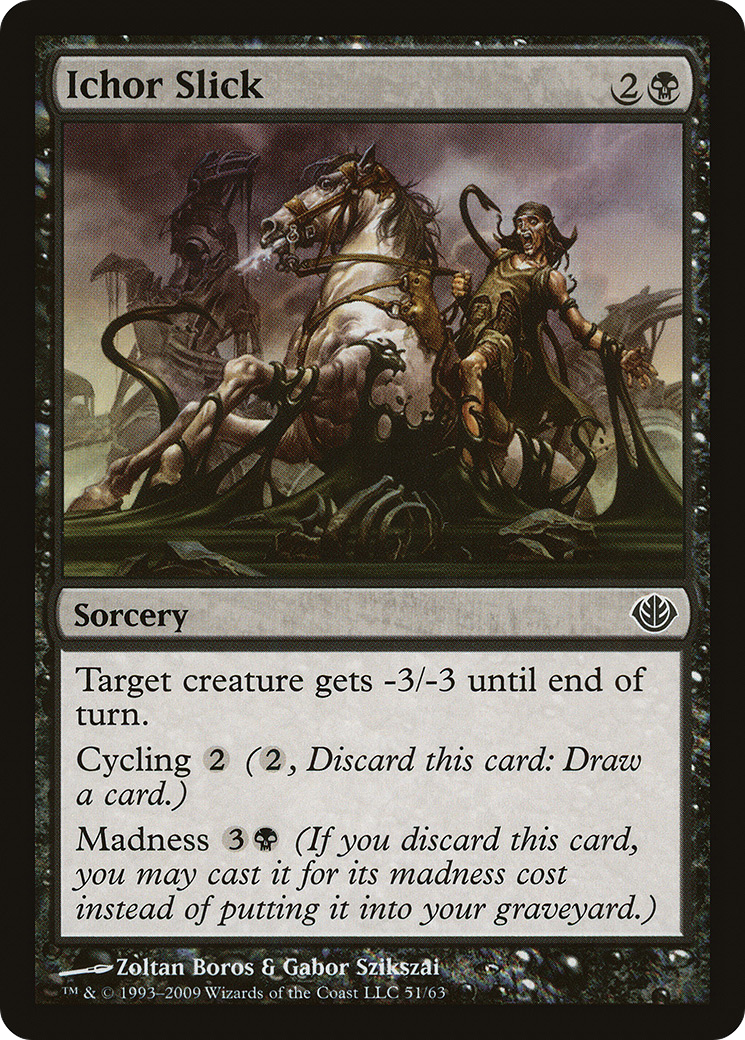 Ichor Slick 2
Sorcery
Target creature gets -3/-3 until end of
turn.
Cycling 2 (2, Discard this card: Draw
a card.)
Madness 3 (If you discard this card,
you may cast it for its madness cost
instead of putting it into your graveyard.)
Zoltan Boros & Gabor Szikszai
™ & © 1993–2009 Wizards of the Coast LLC 51/63